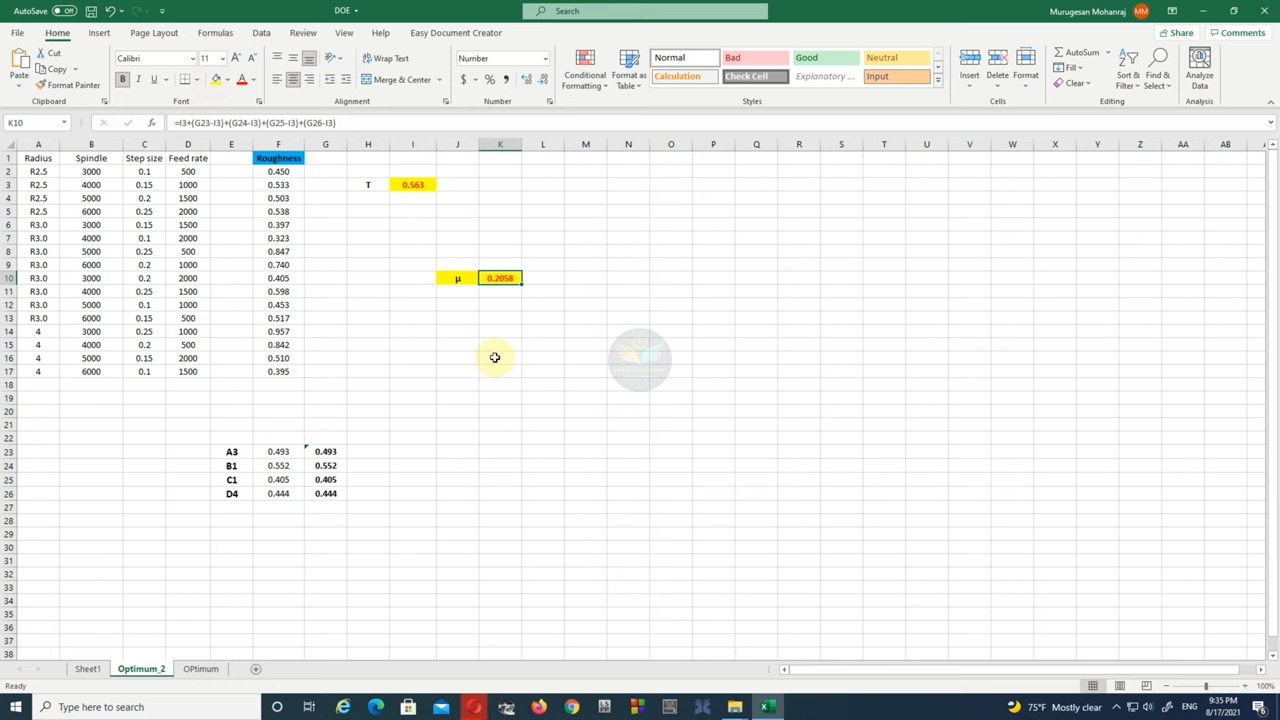 AutoSave Off DOE Search Murugesan Mohanraj MM
File Home Insert Page Layout Formulas Data Review View Help Easy Document Creator Share Comments
Paste Cut Copy Format Painter Clipboard
Calibri 11 B I U A Font
Wrap Text Merge & Center Alignment
Number $ % , Number
Conditional Formatting Format as Table Normal Bad Good Neutral Calculation Check Cell Explanatory ... Input Styles
Insert Delete Format Cells
AutoSum Fill Clear Sort & Filter Find & Select Editing
Analyze Data Analysis
K10 fx =I3+(G23-I3)+(G24-I3)+(G25-I3)+(G26-I3)
A B C D E F G H I J K L M N O P Q R S T U V W X Y Z AA AB
1 Radius Spindle Step size Feed rate Roughness
2 R2.5 3000 0.1 500 0.450
3 R2.5 4000 0.15 1000 0.533 T 0.563
4 R2.5 5000 0.2 1500 0.503
5 R2.5 6000 0.25 2000 0.538
6 R3.0 3000 0.15 1500 0.397
7 R3.0 4000 0.1 2000 0.323
8 R3.0 5000 0.25 500 0.847
9 R3.0 6000 0.2 1000 0.740
10 R3.0 3000 0.2 2000 0.405 μ 0.2058
11 R3.0 4000 0.25 1500 0.598
12 R3.0 5000 0.1 1000 0.453
13 R3.0 6000 0.15 500 0.517
14 4 3000 0.25 1000 0.957
15 4 4000 0.2 500 0.842
16 4 5000 0.15 2000 0.510
17 4 6000 0.1 1500 0.395
18
19
20
21
22
23 A3 0.493 0.493
24 B1 0.552 0.552
25 C1 0.405 0.405
26 D4 0.444 0.444
27
28
29
30
31
32
33
34
35
36
37
38
Sheet1 Optimum_2 OPtimum
Ready 100%
Type here to search 75°F Mostly clear 9:35 PM
8/17/2021